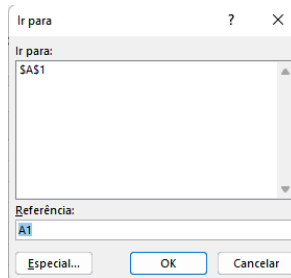 Ir para ? ×
Ir para:
$A$1
Referência:
A1
Especial... OK Cancelar